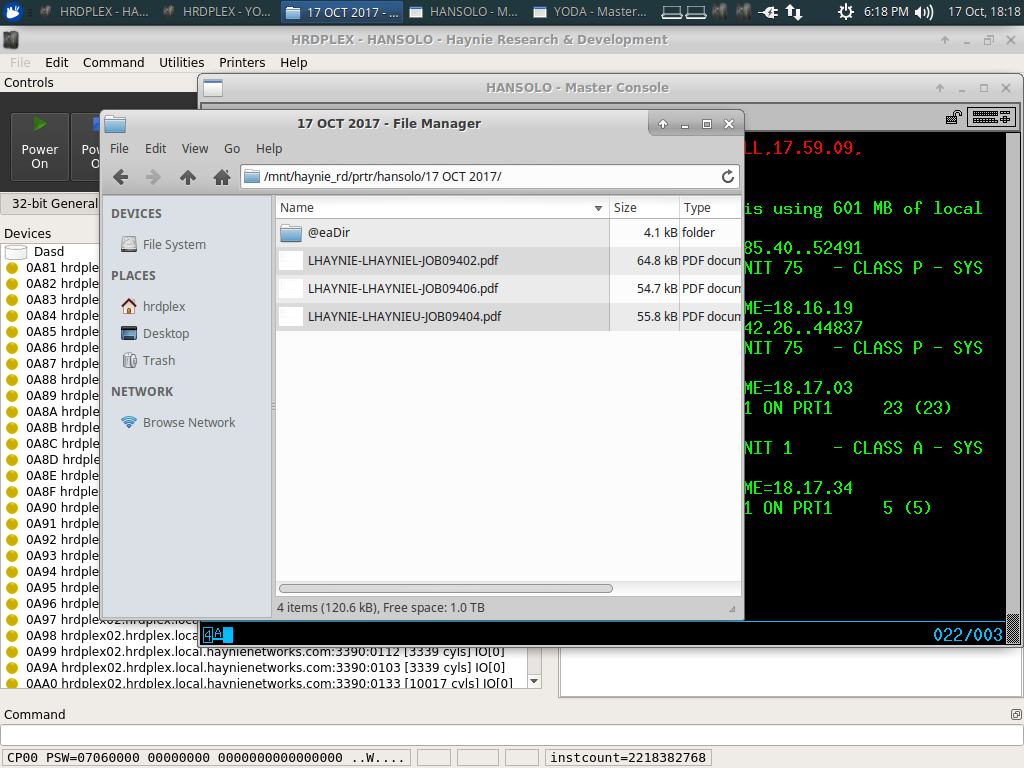 HRDPLEX - HA...
HRDPLEX - YO...
17 OCT 2017 - ...
HANSOLO - M...
YODA - Master...
6:18 PM
17 Oct, 18:18
HRDPLEX - HANSOLO - Haynie Research & Development
File Edit Command Utilities Printers Help
Controls
Power
On
32-bit General
Devices
Dasd
0A81 hrdple
0A82 hrdple
0A83 hrdple
0A84 hrdple
0A85 hrdple
0A86 hrdple
0A87 hrdple
0A88 hrdple
0A89 hrdple
0A8A hrdple
0A8B hrdple
0A8C hrdple
0A8D hrdple
0A8E hrdple
0A8F hrdple
0A90 hrdple
0A91 hrdple
0A92 hrdple
0A93 hrdple
0A94 hrdple
0A95 hrdple
0A96 hrdple
0A97 hrdplex02.hrdplex.loca
0A98 hrdplex02.hrdplex.loca
0A99 hrdplex02.hrdplex.local.haynienetworks.com:3390:0112 [3339 cyls] IO[0]
0A9A hrdplex02.hrdplex.local.haynienetworks.com:3390:0103 [3339 cyls] IO[0]
0AA0 hrdplex02.hrdplex.local.haynienetworks.com:3390:0133 [10017 cyls] IO[0]
HANSOLO - Master Console
LL,17.59.09,
is using 601 MB of local
85.40..52491
NIT 75 - CLASS P - SYS
ME=18.16.19
42.26..44837
NIT 75 - CLASS P - SYS
ME=18.17.03
1 ON PRT1 23 (23)
NIT 1 - CLASS A - SYS
ME=18.17.34
1 ON PRT1 5 (5)
4A
022/003
17 OCT 2017 - File Manager
File Edit View Go Help
/mnt/haynie_rd/prtr/hansolo/17 OCT 2017/
DEVICES
File System
PLACES
hrdplex
Desktop
Trash
NETWORK
Browse Network
Name Size Type
@eaDir 4.1 kB folder
LHAYNIE-LHAYNIEL-JOB09402.pdf 64.8 kB PDF docum
LHAYNIE-LHAYNIEL-JOB09406.pdf 54.7 kB PDF docum
LHAYNIE-LHAYNIEU-JOB09404.pdf 55.8 kB PDF docum
4 items (120.6 kB), Free space: 1.0 TB
Command
CP00 PSW=07060000 00000000 0000000000000000 ..W....
instcount=2218382768